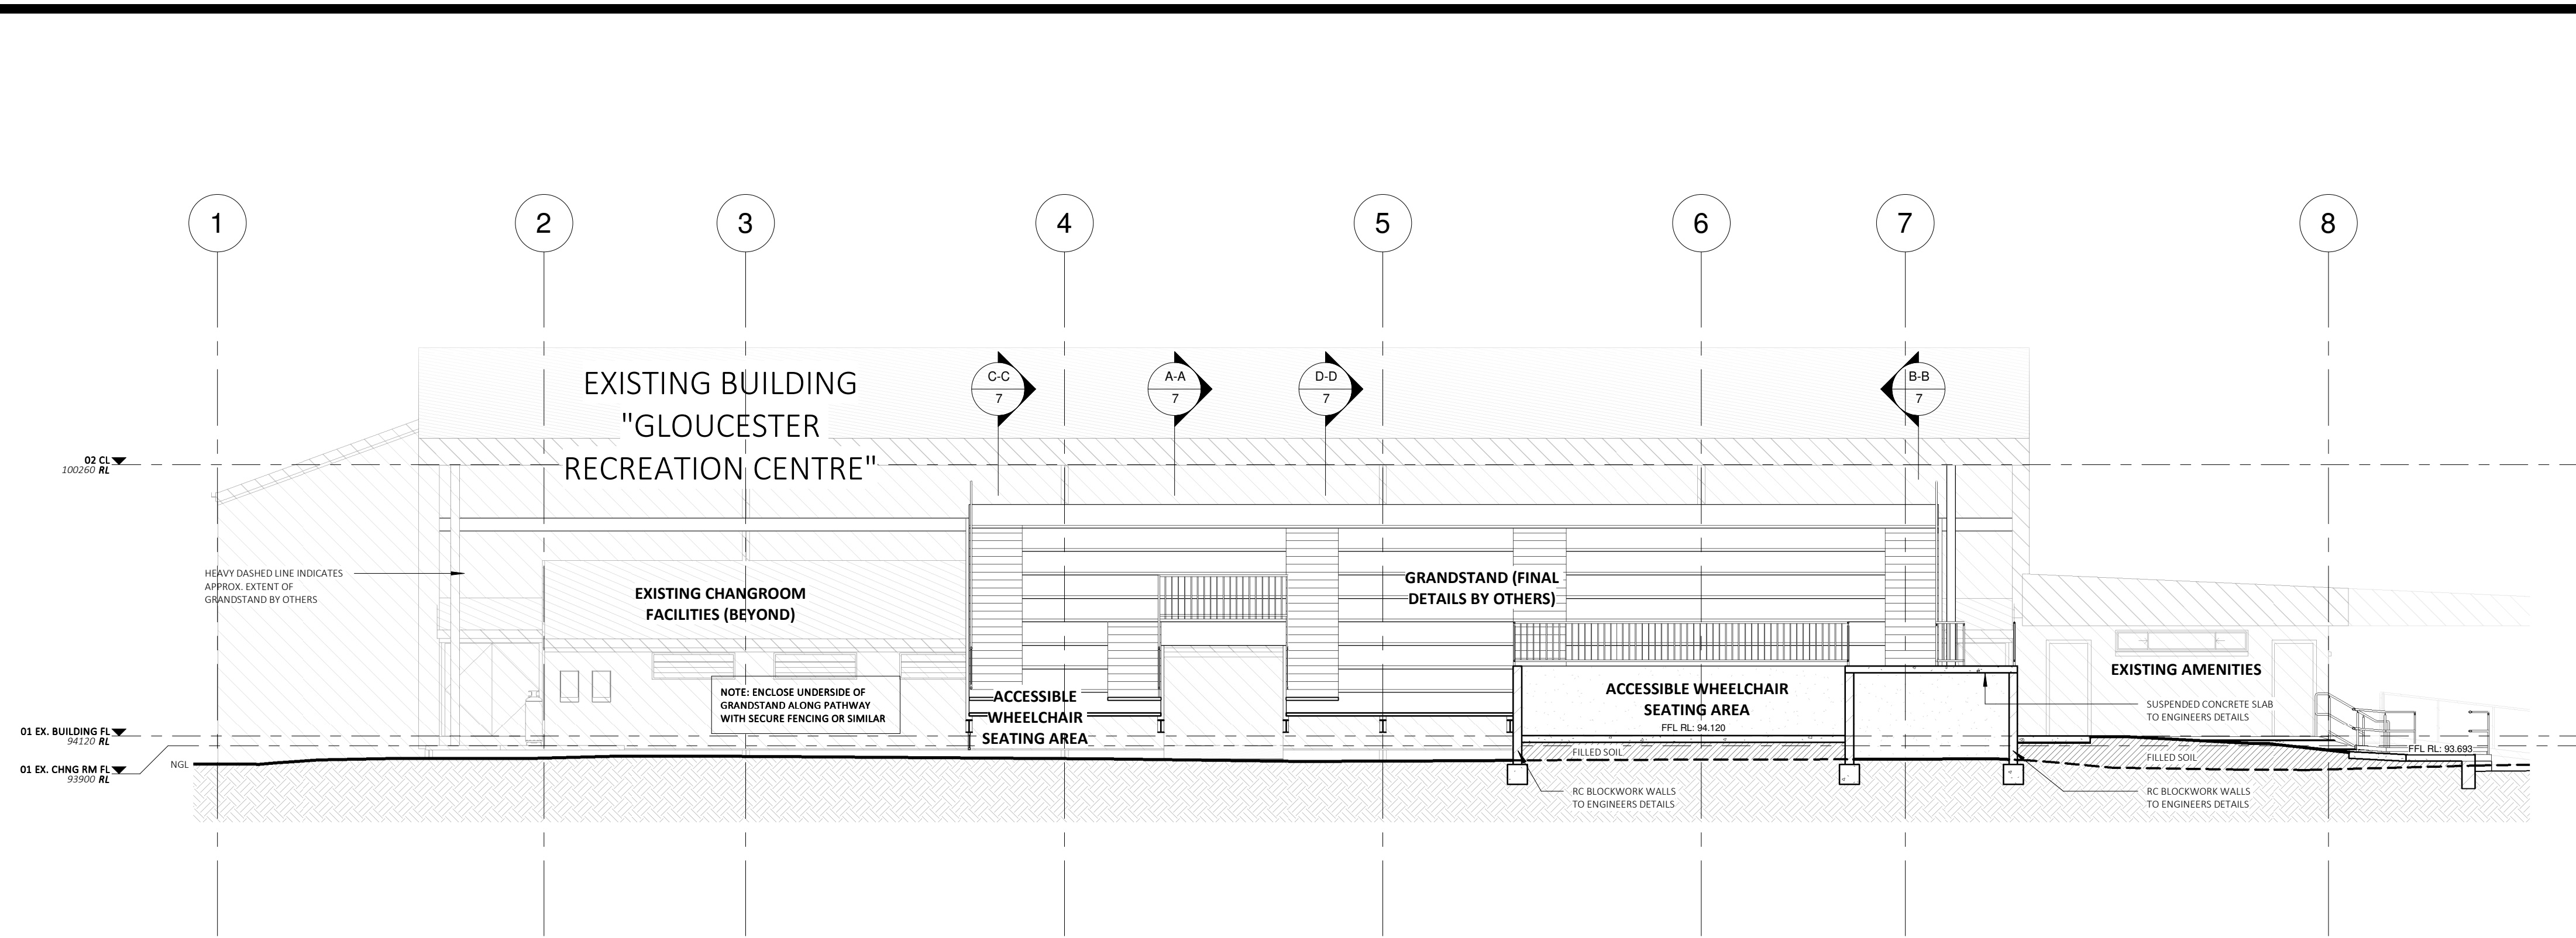 1
2
3
4
5
6
7
8
EXISTING BUILDING
"GLOUCESTER
RECREATION CENTRE"
C-C
7
A-A
7
D-D
7
B-B
7
02 CL
100260 RL
HEAVY DASHED LINE INDICATES
APPROX. EXTENT OF
GRANDSTAND BY OTHERS
EXISTING CHANGROOM
FACILITIES (BEYOND)
GRANDSTAND (FINAL
DETAILS BY OTHERS)
NOTE: ENCLOSE UNDERSIDE OF
GRANDSTAND ALONG PATHWAY
WITH SECURE FENCING OR SIMILAR
ACCESSIBLE
WHEELCHAIR
SEATING AREA
ACCESSIBLE WHEELCHAIR
SEATING AREA
FFL RL: 94.120
EXISTING AMENITIES
SUSPENDED CONCRETE SLAB
TO ENGINEERS DETAILS
01 EX. BUILDING FL
94120 RL
01 EX. CHNG RM FL
93900 RL
NGL
FILLED SOIL
FILLED SOIL
FFL RL: 93.693
RC BLOCKWORK WALLS
TO ENGINEERS DETAILS
RC BLOCKWORK WALLS
TO ENGINEERS DETAILS